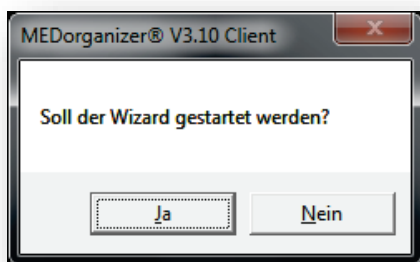 MEDorganizer® V3.10 Client
Soll der Wizard gestartet werden?
Ja
Nein